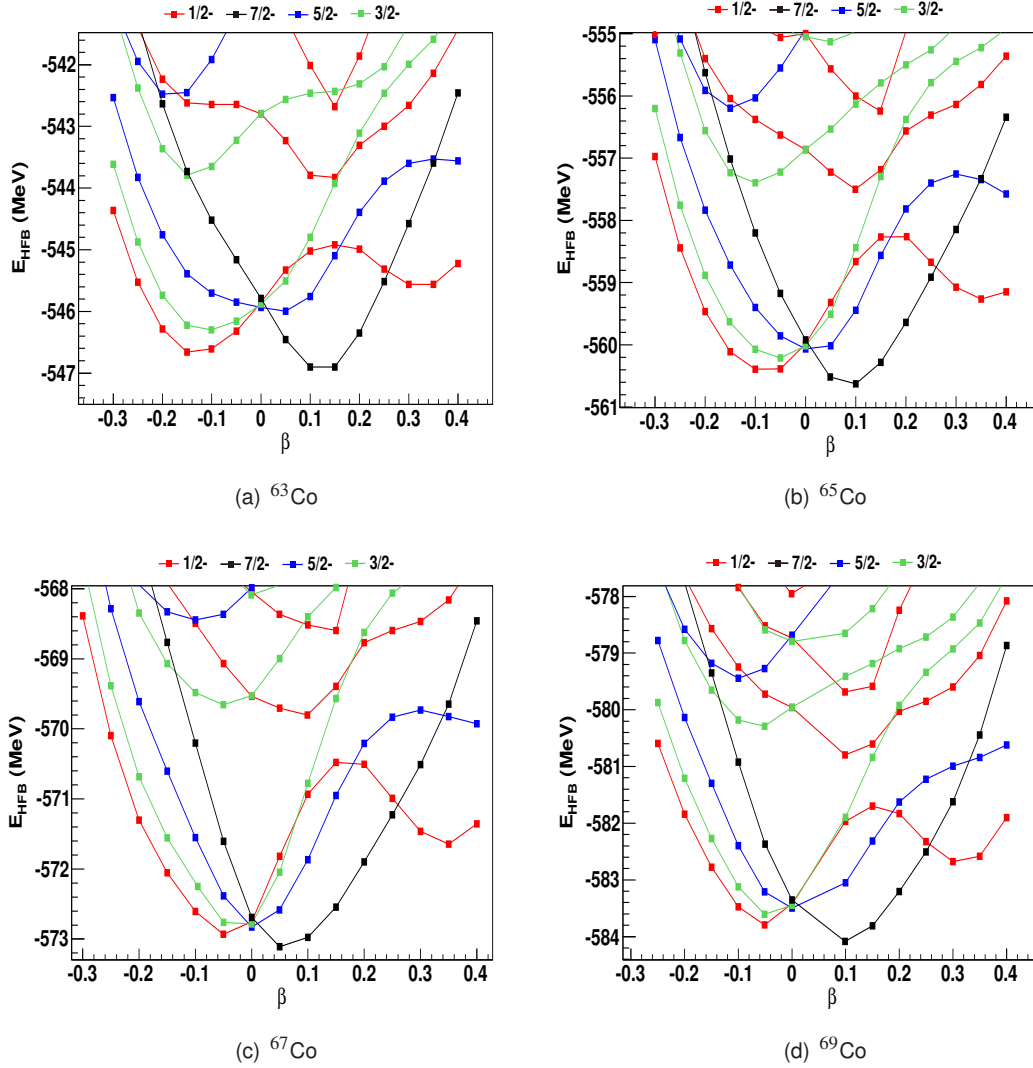 1/2- 7/2- 5/2- 3/2-
-542
-543
-544
-545
-546
-547
E_HFB (MeV)
-0.3 -0.2 -0.1 0 0.1 0.2 0.3 0.4
β
(a) ⁶³Co
1/2- 7/2- 5/2- 3/2-
-555
-556
-557
-558
-559
-560
-561
E_HFB (MeV)
-0.3 -0.2 -0.1 0 0.1 0.2 0.3 0.4
β
(b) ⁶⁵Co
1/2- 7/2- 5/2- 3/2-
-568
-569
-570
-571
-572
-573
E_HFB (MeV)
-0.3 -0.2 -0.1 0 0.1 0.2 0.3 0.4
β
(c) ⁶⁷Co
1/2- 7/2- 5/2- 3/2-
-578
-579
-580
-581
-582
-583
-584
E_HFB (MeV)
-0.3 -0.2 -0.1 0 0.1 0.2 0.3 0.4
β
(d) ⁶⁹Co